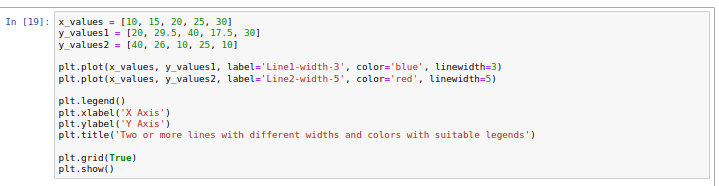 In [19]: x_values = [10, 15, 20, 25, 30]
y_values1 = [20, 29.5, 40, 17.5, 30]
y_values2 = [40, 26, 10, 25, 10]
plt.plot(x_values, y_values1, label='Line1-width-3', color='blue', linewidth=3)
plt.plot(x_values, y_values2, label='Line2-width-5', color='red', linewidth=5)
plt.legend()
plt.xlabel('X Axis')
plt.ylabel('Y Axis')
plt.title('Two or more lines with different widths and colors with suitable legends')
plt.grid(True)
plt.show()